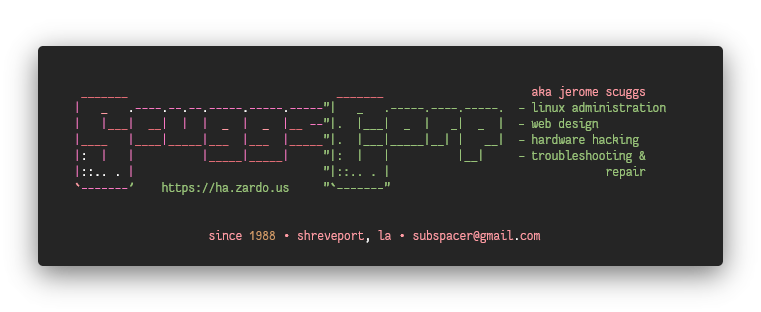 ScuggsCorp
aka jerome scuggs
- linux administration
- web design
- hardware hacking
- troubleshooting &
repair
https://ha.zardo.us
since 1988 • shreveport, la • subspacer@gmail.com